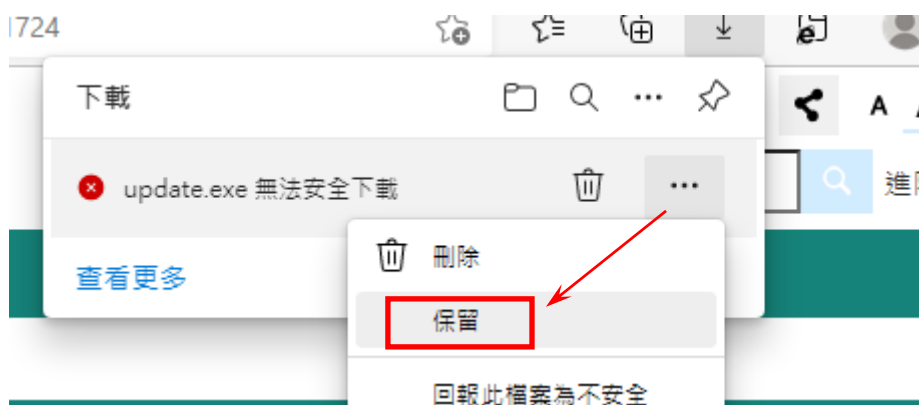 1724
下載
A
update.exe 無法安全下載
進
查看更多
刪除
保留
回報此檔案為不安全